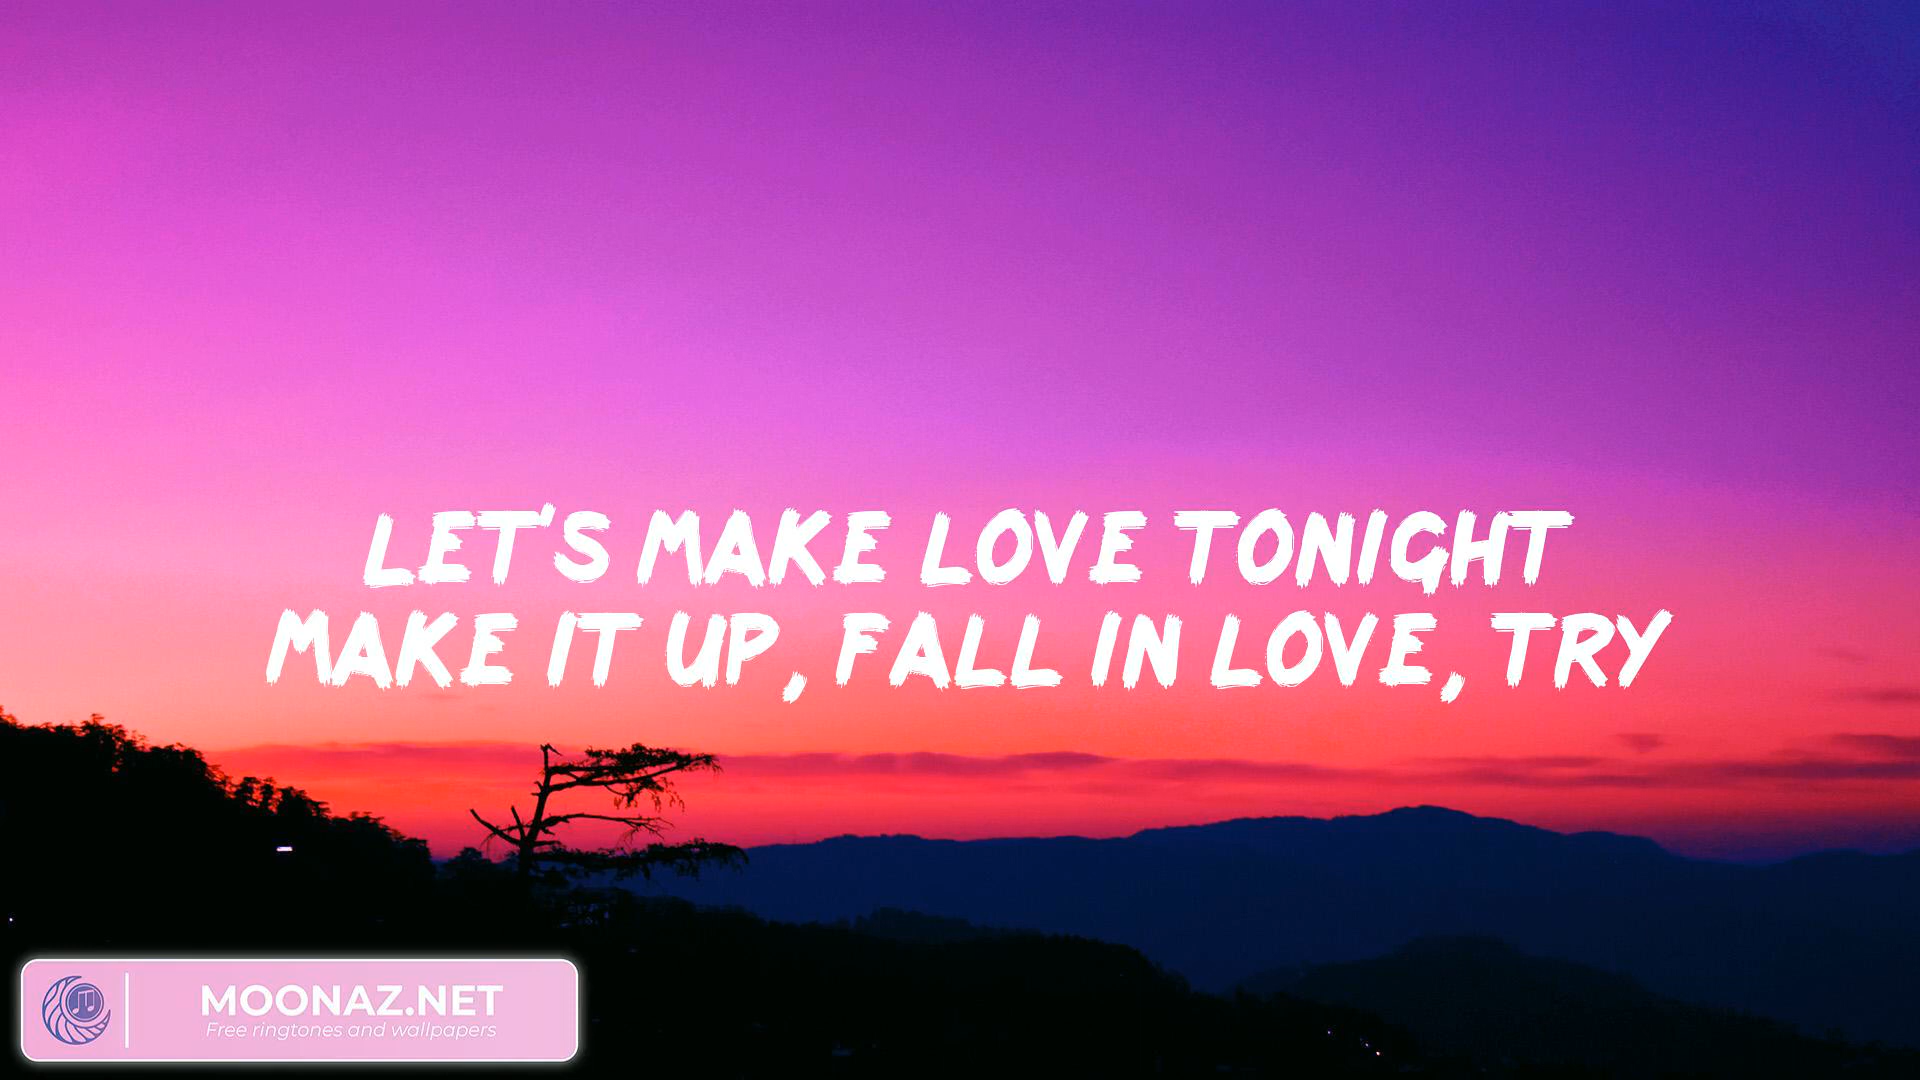 LET'S MAKE LOVE TONIGHT
MAKE IT UP, FALL IN LOVE, TRY
MOONAZ.NET
Free ringtones and wallpapers